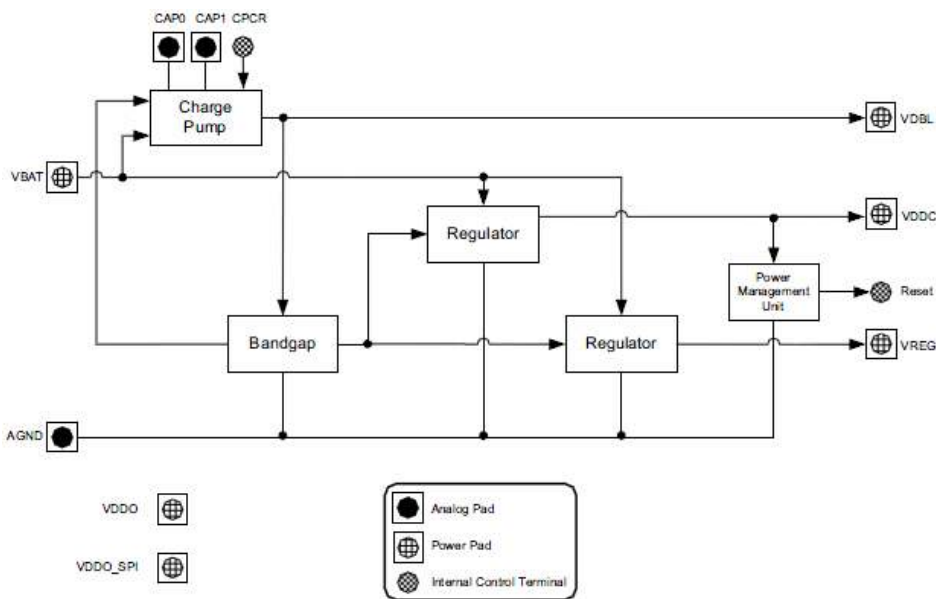 CAP0 CAP1 CPCR
Charge
Pump
VDBL
VBAT
Regulator
VDDC
Power
Management
Unit
Reset
Bandgap
Regulator
VREG
AGND
VDDO
VDDO_SPI
Analog Pad
Power Pad
Internal Control Terminal